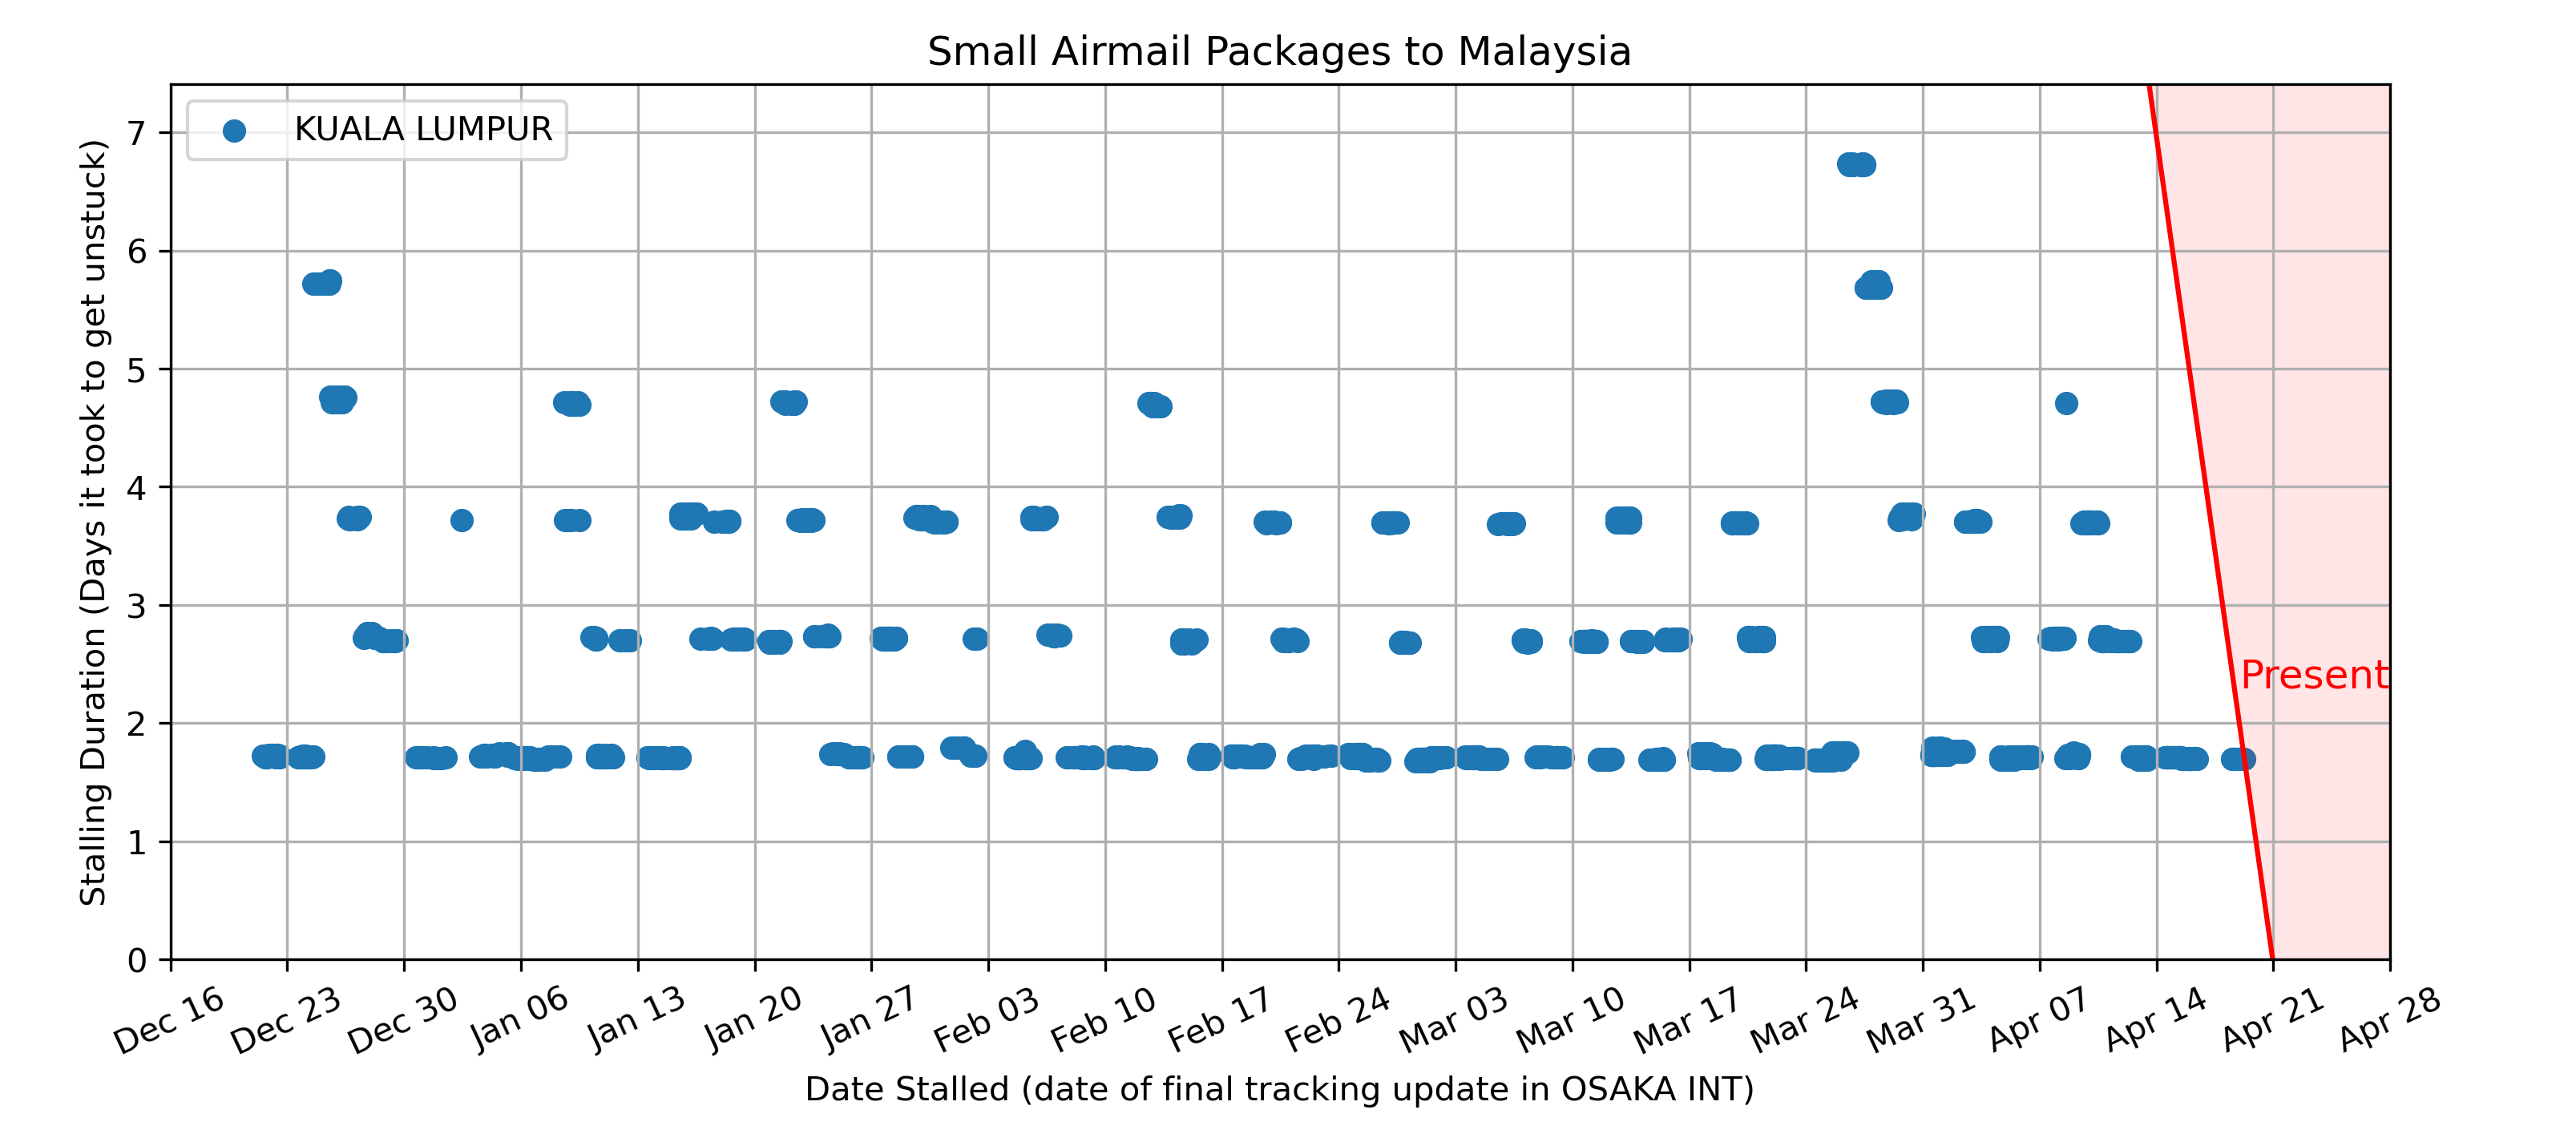 Small Airmail Packages to Malaysia
KUALA LUMPUR
Stalling Duration (Days it took to get unstuck)
7
6
5
4
3
2
1
0
Present
Dec 16
Dec 23
Dec 30
Jan 06
Jan 13
Jan 20
Jan 27
Feb 03
Feb 10
Feb 17
Feb 24
Mar 03
Mar 10
Mar 17
Mar 24
Mar 31
Apr 07
Apr 14
Apr 21
Apr 28
Date Stalled (date of final tracking update in OSAKA INT)